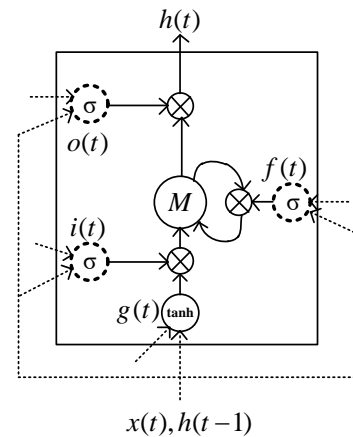 h(t)
σ
o(t)
f(t)
M
σ
i(t)
σ
g(t)
tanh
x(t), h(t−1)